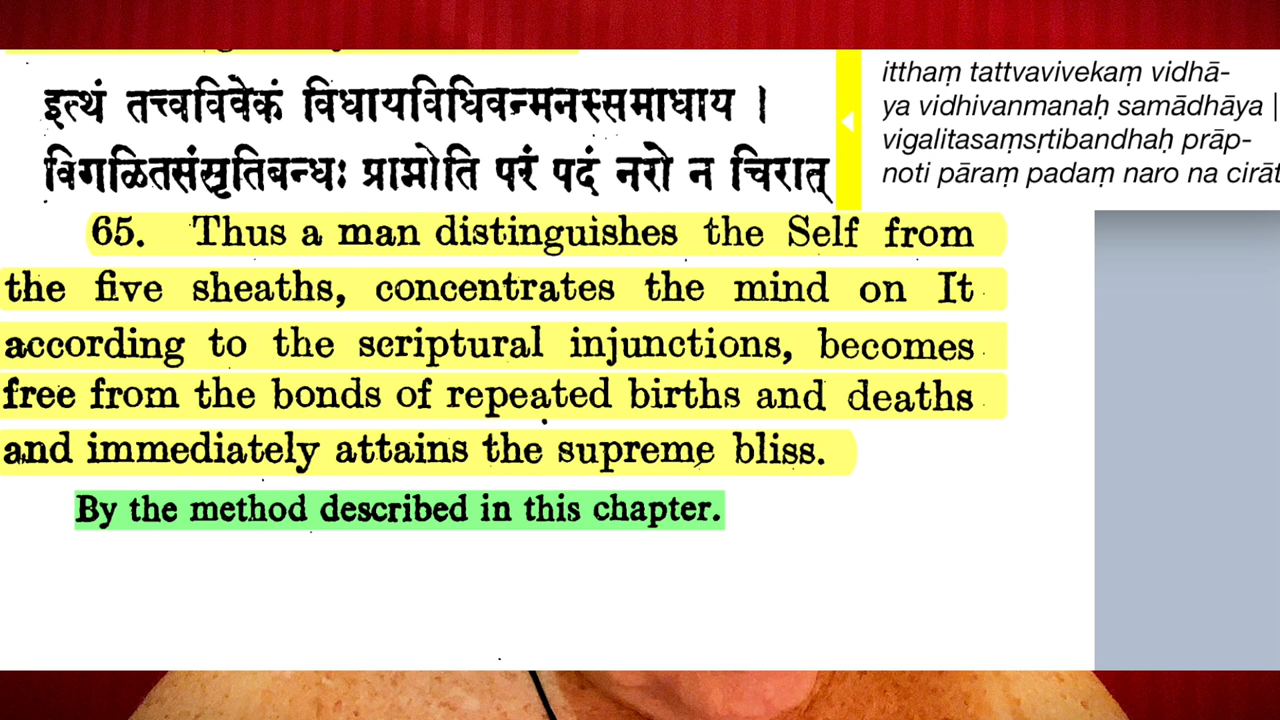 इत्थं तत्त्वविवेकं विधायविधिवन्मनस्समाधाय |
विगळितसंसृतिबन्धः प्राप्नोति परं पदं नरो न चिरात्
itthaṃ tattvavivekaṃ vidhā-
ya vidhivanmanaḥ samādhāya |
vigalitasaṃsṛtibandhaḥ prāp-
noti pāraṃ padaṃ naro na cirāt
65. Thus a man distinguishes the Self from
the five sheaths, concentrates the mind on It
according to the scriptural injunctions, becomes
free from the bonds of repeated births and deaths
and immediately attains the supreme bliss.
By the method described in this chapter.